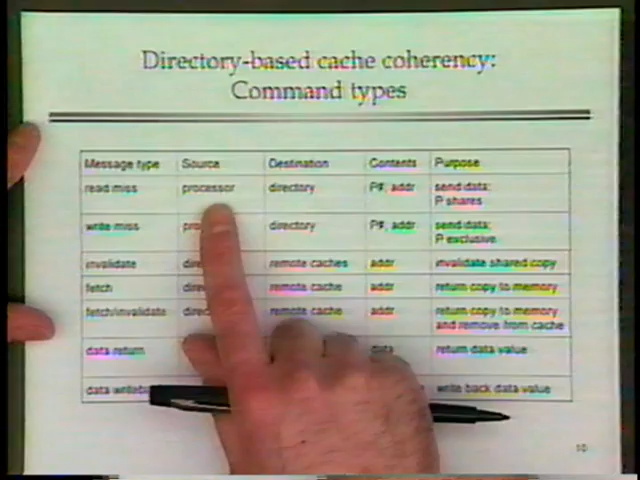 Directory-based cache coherency:
Command types
Message type Source Destination Contents Purpose
read miss processor directory P#, addr send data:
P shares
write miss directory P#, addr send data:
P exclusive
invalidate remote caches addr invalidate shared copy
fetch remote cache addr return copy to memory
fetch/invalidate remote cache addr return copy to memory
and remove from cache
data return data return data value
data write back data value
10